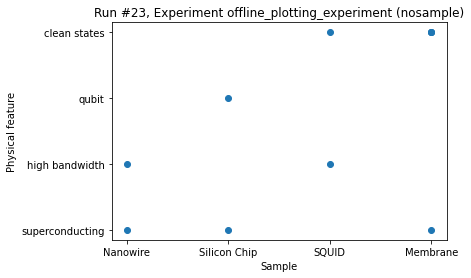 Run #23, Experiment offline_plotting_experiment (nosample)
clean states
qubit
high bandwidth
superconducting
Physical feature
Nanowire
Silicon Chip
SQUID
Membrane
Sample